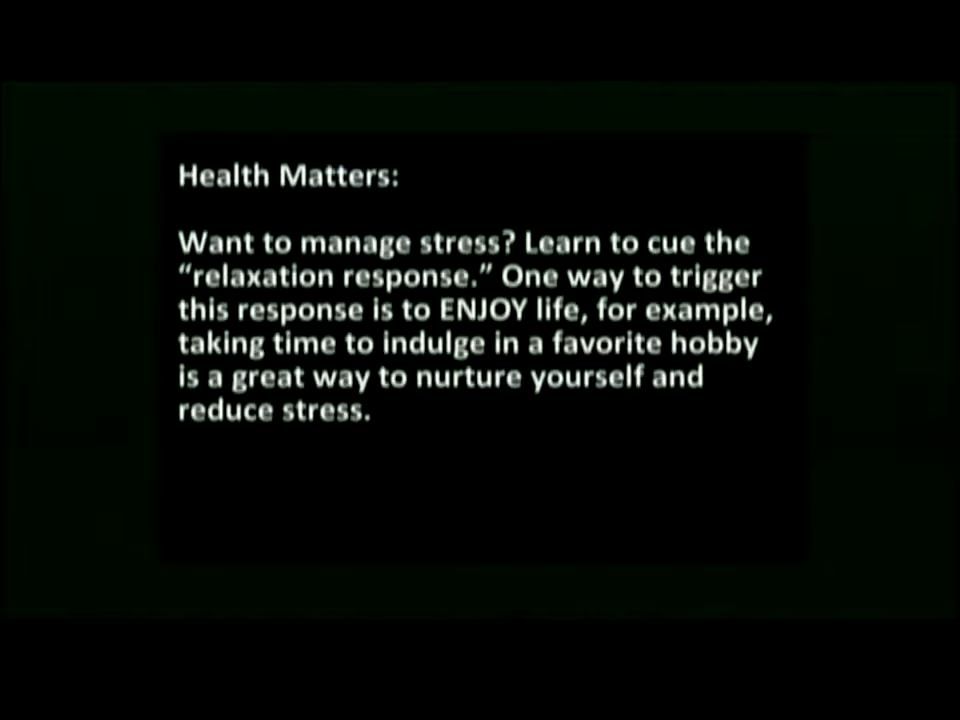 Health Matters:
Want to manage stress? Learn to cue the
“relaxation response.” One way to trigger
this response is to ENJOY life, for example,
taking time to indulge in a favorite hobby
is a great way to nurture yourself and
reduce stress.